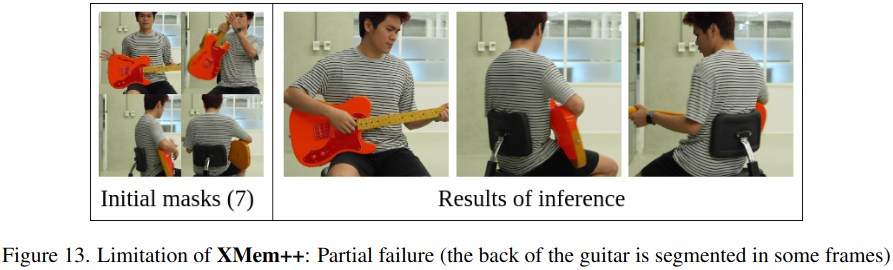 Initial masks (7)
Results of inference
Figure 13. Limitation of XMem++: Partial failure (the back of the guitar is segmented in some frames)